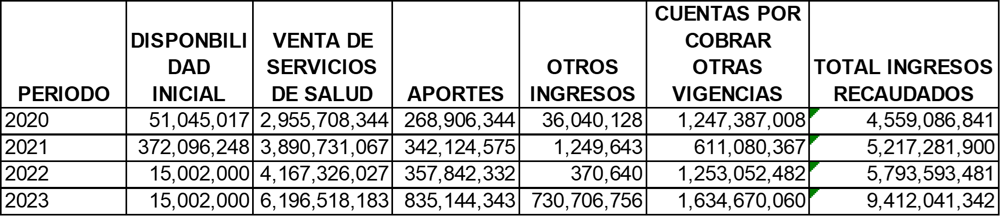 PERIODO
DISPONBILI
DAD
INICIAL
VENTA DE
SERVICIOS
DE SALUD
APORTES
OTROS
INGRESOS
CUENTAS POR
COBRAR
OTRAS
VIGENCIAS
TOTAL INGRESOS
RECAUDADOS
2020 51,045,017 2,955,708,344 268,906,344 36,040,128 1,247,387,008 4,559,086,841
2021 372,096,248 3,890,731,067 342,124,575 1,249,643 611,080,367 5,217,281,900
2022 15,002,000 4,167,326,027 357,842,332 370,640 1,253,052,482 5,793,593,481
2023 15,002,000 6,196,518,183 835,144,343 730,706,756 1,634,670,060 9,412,041,342